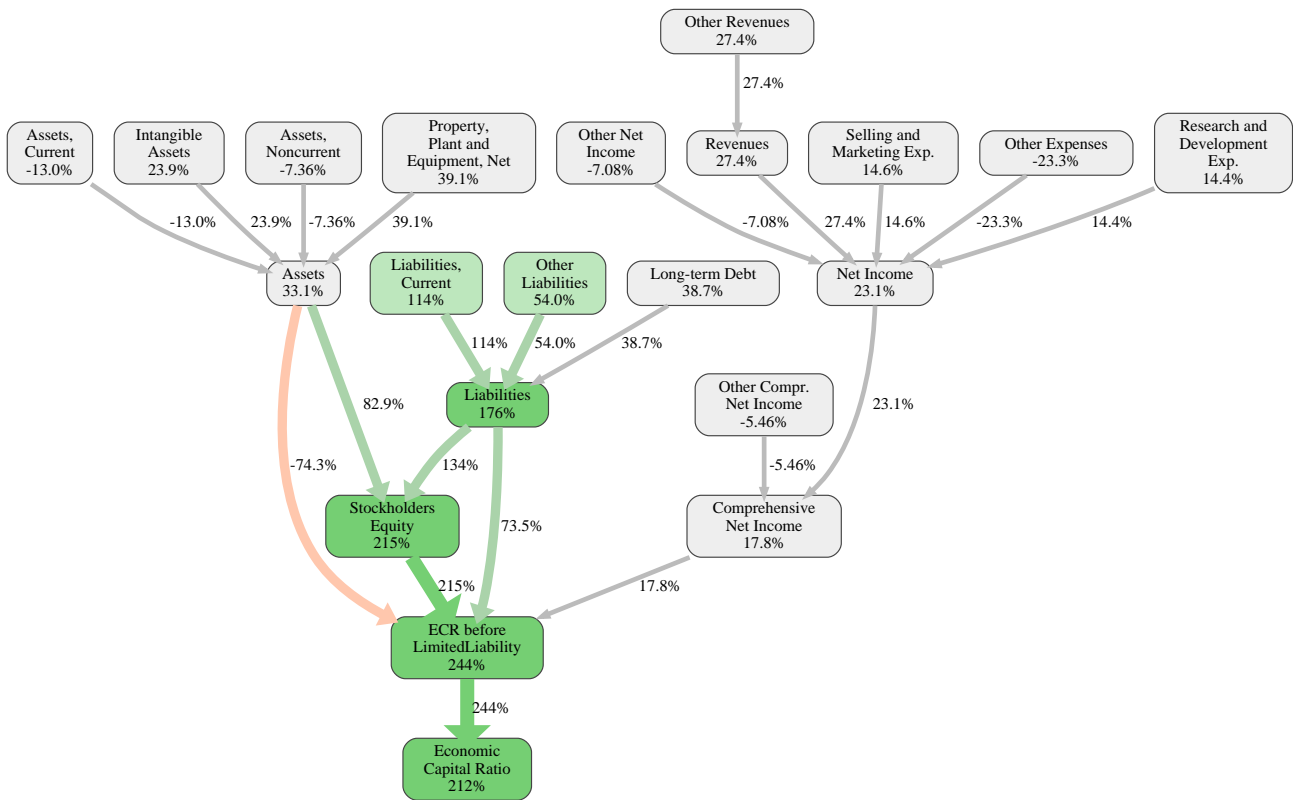 Other Revenues
27.4%
27.4%
Assets,
Current
-13.0%
Intangible
Assets
23.9%
Assets,
Noncurrent
-7.36%
Property,
Plant and
Equipment, Net
39.1%
Other Net
Income
-7.08%
Revenues
27.4%
Selling and
Marketing Exp.
14.6%
Other Expenses
-23.3%
Research and
Development
Exp.
14.4%
-13.0%
23.9%
-7.36%
39.1%
-7.08%
27.4%
14.6%
-23.3%
14.4%
Assets
33.1%
Liabilities,
Current
114%
Other
Liabilities
54.0%
Long-term Debt
38.7%
Net Income
23.1%
114%
54.0%
38.7%
82.9%
Liabilities
176%
Other Compr.
Net Income
-5.46%
23.1%
-74.3%
134%
-5.46%
Stockholders
Equity
215%
73.5%
Comprehensive
Net Income
17.8%
215%
17.8%
ECR before
LimitedLiability
244%
244%
Economic
Capital Ratio
212%